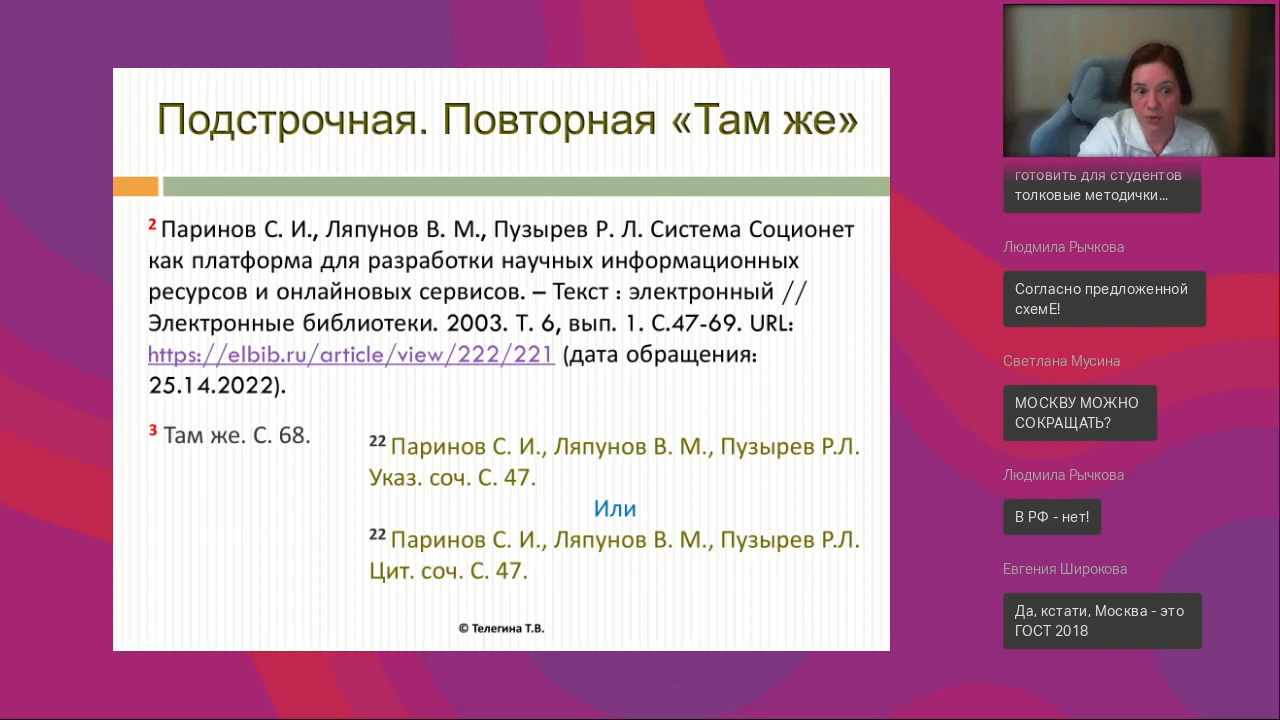 Подстрочная. Повторная «Там же»
2 Паринов С. И., Ляпунов В. М., Пузырев Р. Л. Система Соционет
как платформа для разработки научных информационных
ресурсов и онлайновых сервисов. – Текст : электронный //
Электронные библиотеки. 2003. Т. 6, вып. 1. С.47-69. URL:
https://elbib.ru/article/view/222/221 (дата обращения:
25.14.2022).
3 Там же. С. 68.
22 Паринов С. И., Ляпунов В. М., Пузырев Р.Л.
Указ. соч. С. 47.
Или
22 Паринов С. И., Ляпунов В. М., Пузырев Р.Л.
Цит. соч. С. 47.
© Телегина Т.В.
готовить для студентов
толковые методички...
Людмила Рычкова
Согласно предложенной
схемЕ!
Светлана Мусина
МОСКВУ МОЖНО
СОКРАЩАТЬ?
Людмила Рычкова
В РФ - нет!
Евгения Широкова
Да, кстати, Москва - это
ГОСТ 2018